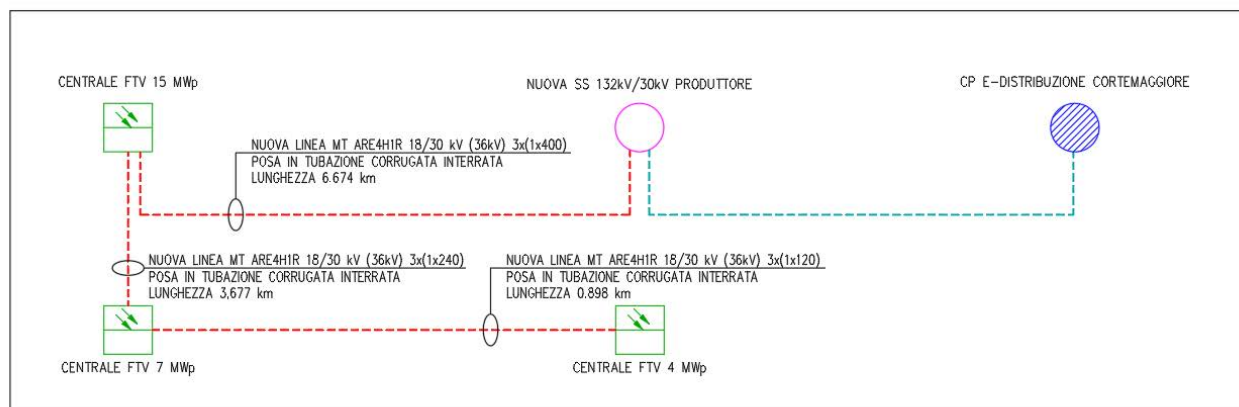 CENTRALE FTV 15 MWp
NUOVA SS 132kV/30kV PRODUTTORE
CP E-DISTRIBUZIONE CORTEMAGGIORE
NUOVA LINEA MT ARE4H1R 18/30 kV (36kV) 3x(1x400)
POSA IN TUBAZIONE CORRUGATA INTERRATA
LUNGHEZZA 6.674 km
NUOVA LINEA MT ARE4H1R 18/30 kV (36kV) 3x(1x240)
POSA IN TUBAZIONE CORRUGATA INTERRATA
LUNGHEZZA 3,677 km
NUOVA LINEA MT ARE4H1R 18/30 kV (36kV) 3x(1x120)
POSA IN TUBAZIONE CORRUGATA INTERRATA
LUNGHEZZA 0.898 km
CENTRALE FTV 7 MWp
CENTRALE FTV 4 MWp